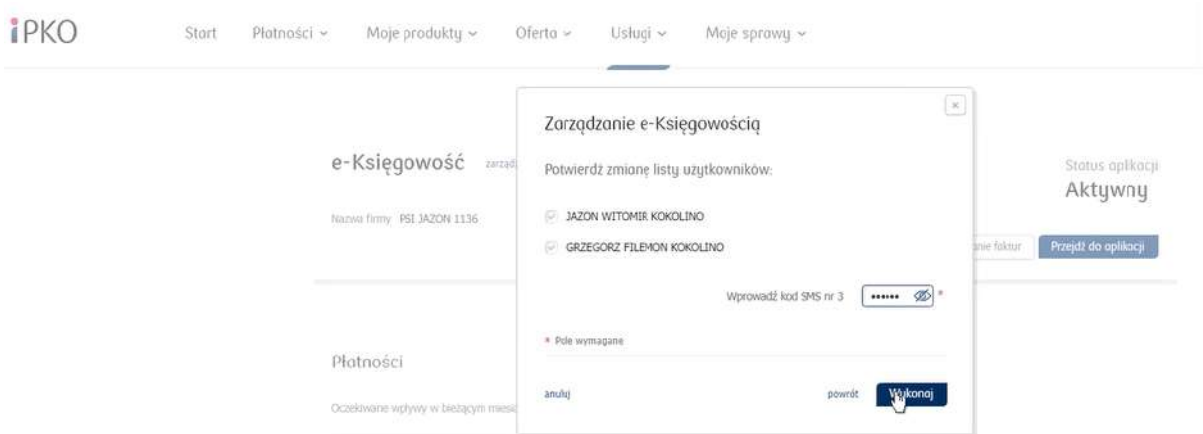 iPKO
Start Płatności Moje produkty Oferta Usługi Moje sprawy
Zarządzanie e-Księgowością
e-Księgowość
Potwierdź zmianę listy użytkowników:
Status aplikacji
Aktywny
Nazwa firmy PSI JAZON 1136
JAZON WITOMIR KOKOLINO
GRZEGORZ FILEMON KOKOLINO
faktur Przejdź do aplikacji
Wprowadź kod SMS nr 3 •••••• *
* Pole wymagane
Płatności
anuluj powrót Wykonaj
Oczekiwane wpływy w bieżącym